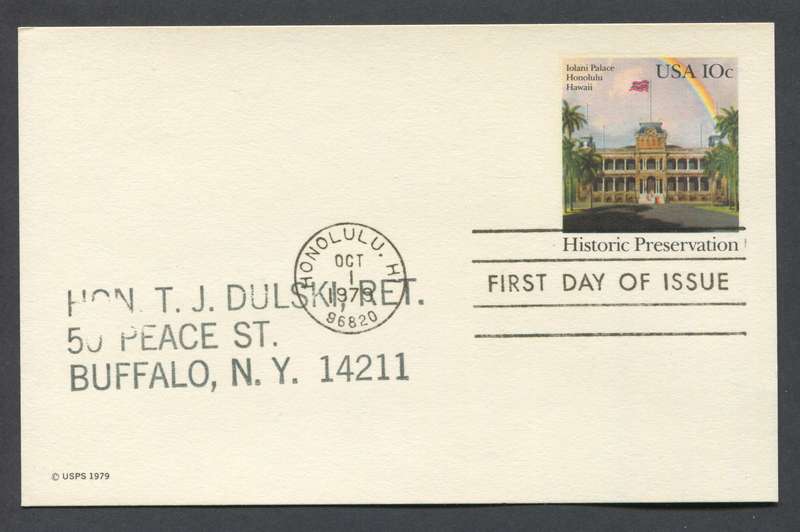 Iolani Palace
Honolulu
Hawaii
USA 10c
Historic Preservation
HONOLULU, HI
OCT
1
1979
96820
FIRST DAY OF ISSUE
HON. T. J. DULSKI, RET.
50 PEACE ST.
BUFFALO, N. Y. 14211
© USPS 1979